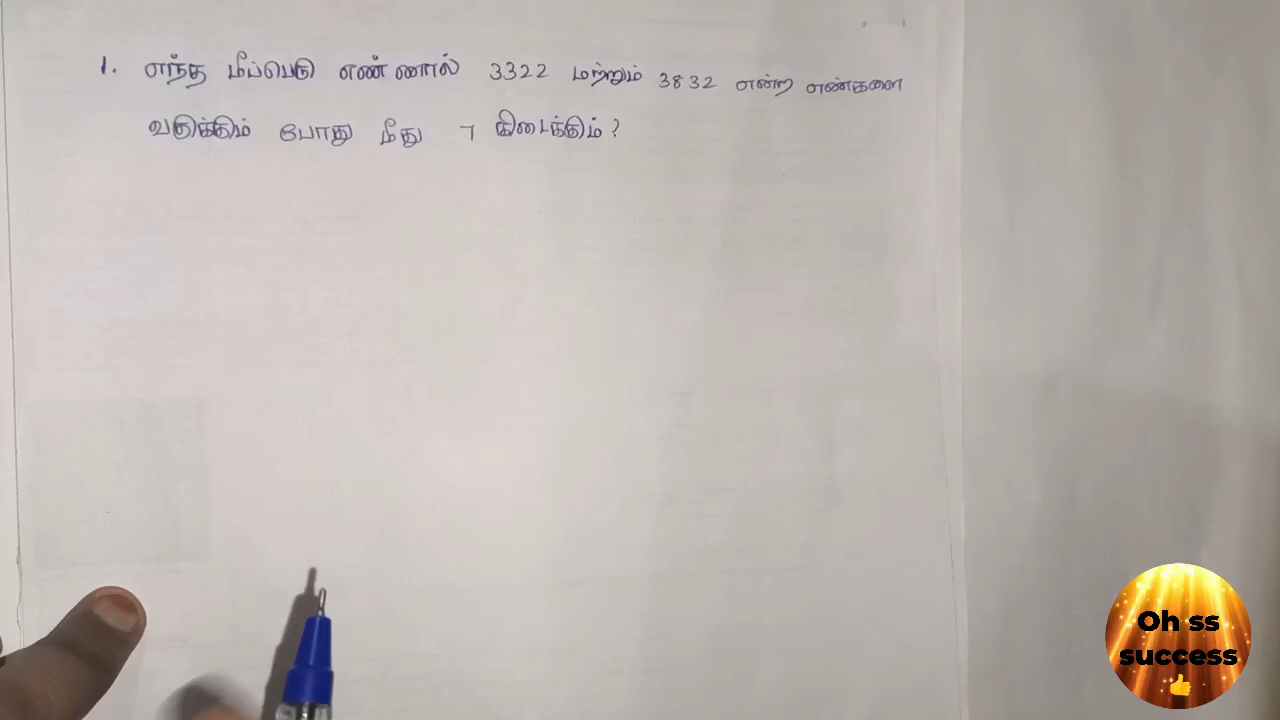 1. எந்த மீப்பெரு எண்ணால் 3322 மற்றும் 3832 என்ற எண்களை
வகுக்கும் போது மீதி 7 கிடைக்கும்?
Oh ss
success